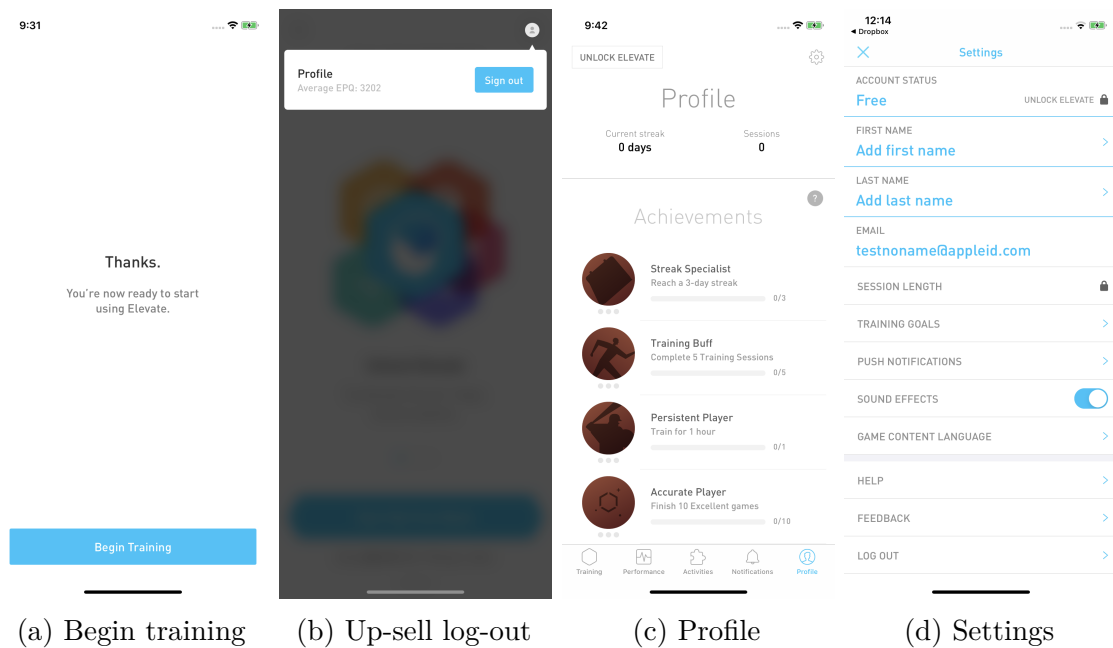 9:31
Thanks.
You're now ready to start
using Elevate.
Begin Training
(a) Begin training
Profile
Average EPQ: 3202
Sign out
(b) Up-sell log-out
9:42
UNLOCK ELEVATE
Profile
Current streak
0 days
Sessions
0
?
Achievements
Streak Specialist
Reach a 3-day streak
0/3
Training Buff
Complete 5 Training Sessions
0/5
Persistent Player
Train for 1 hour
0/1
Accurate Player
Finish 10 Excellent games
0/10
Training Performance Activities Notifications Profile
(c) Profile
12:14
◀ Dropbox
Settings
ACCOUNT STATUS
Free UNLOCK ELEVATE
FIRST NAME
Add first name
LAST NAME
Add last name
EMAIL
testnoname@appleid.com
SESSION LENGTH
TRAINING GOALS
PUSH NOTIFICATIONS
SOUND EFFECTS
GAME CONTENT LANGUAGE
HELP
FEEDBACK
LOG OUT
(d) Settings